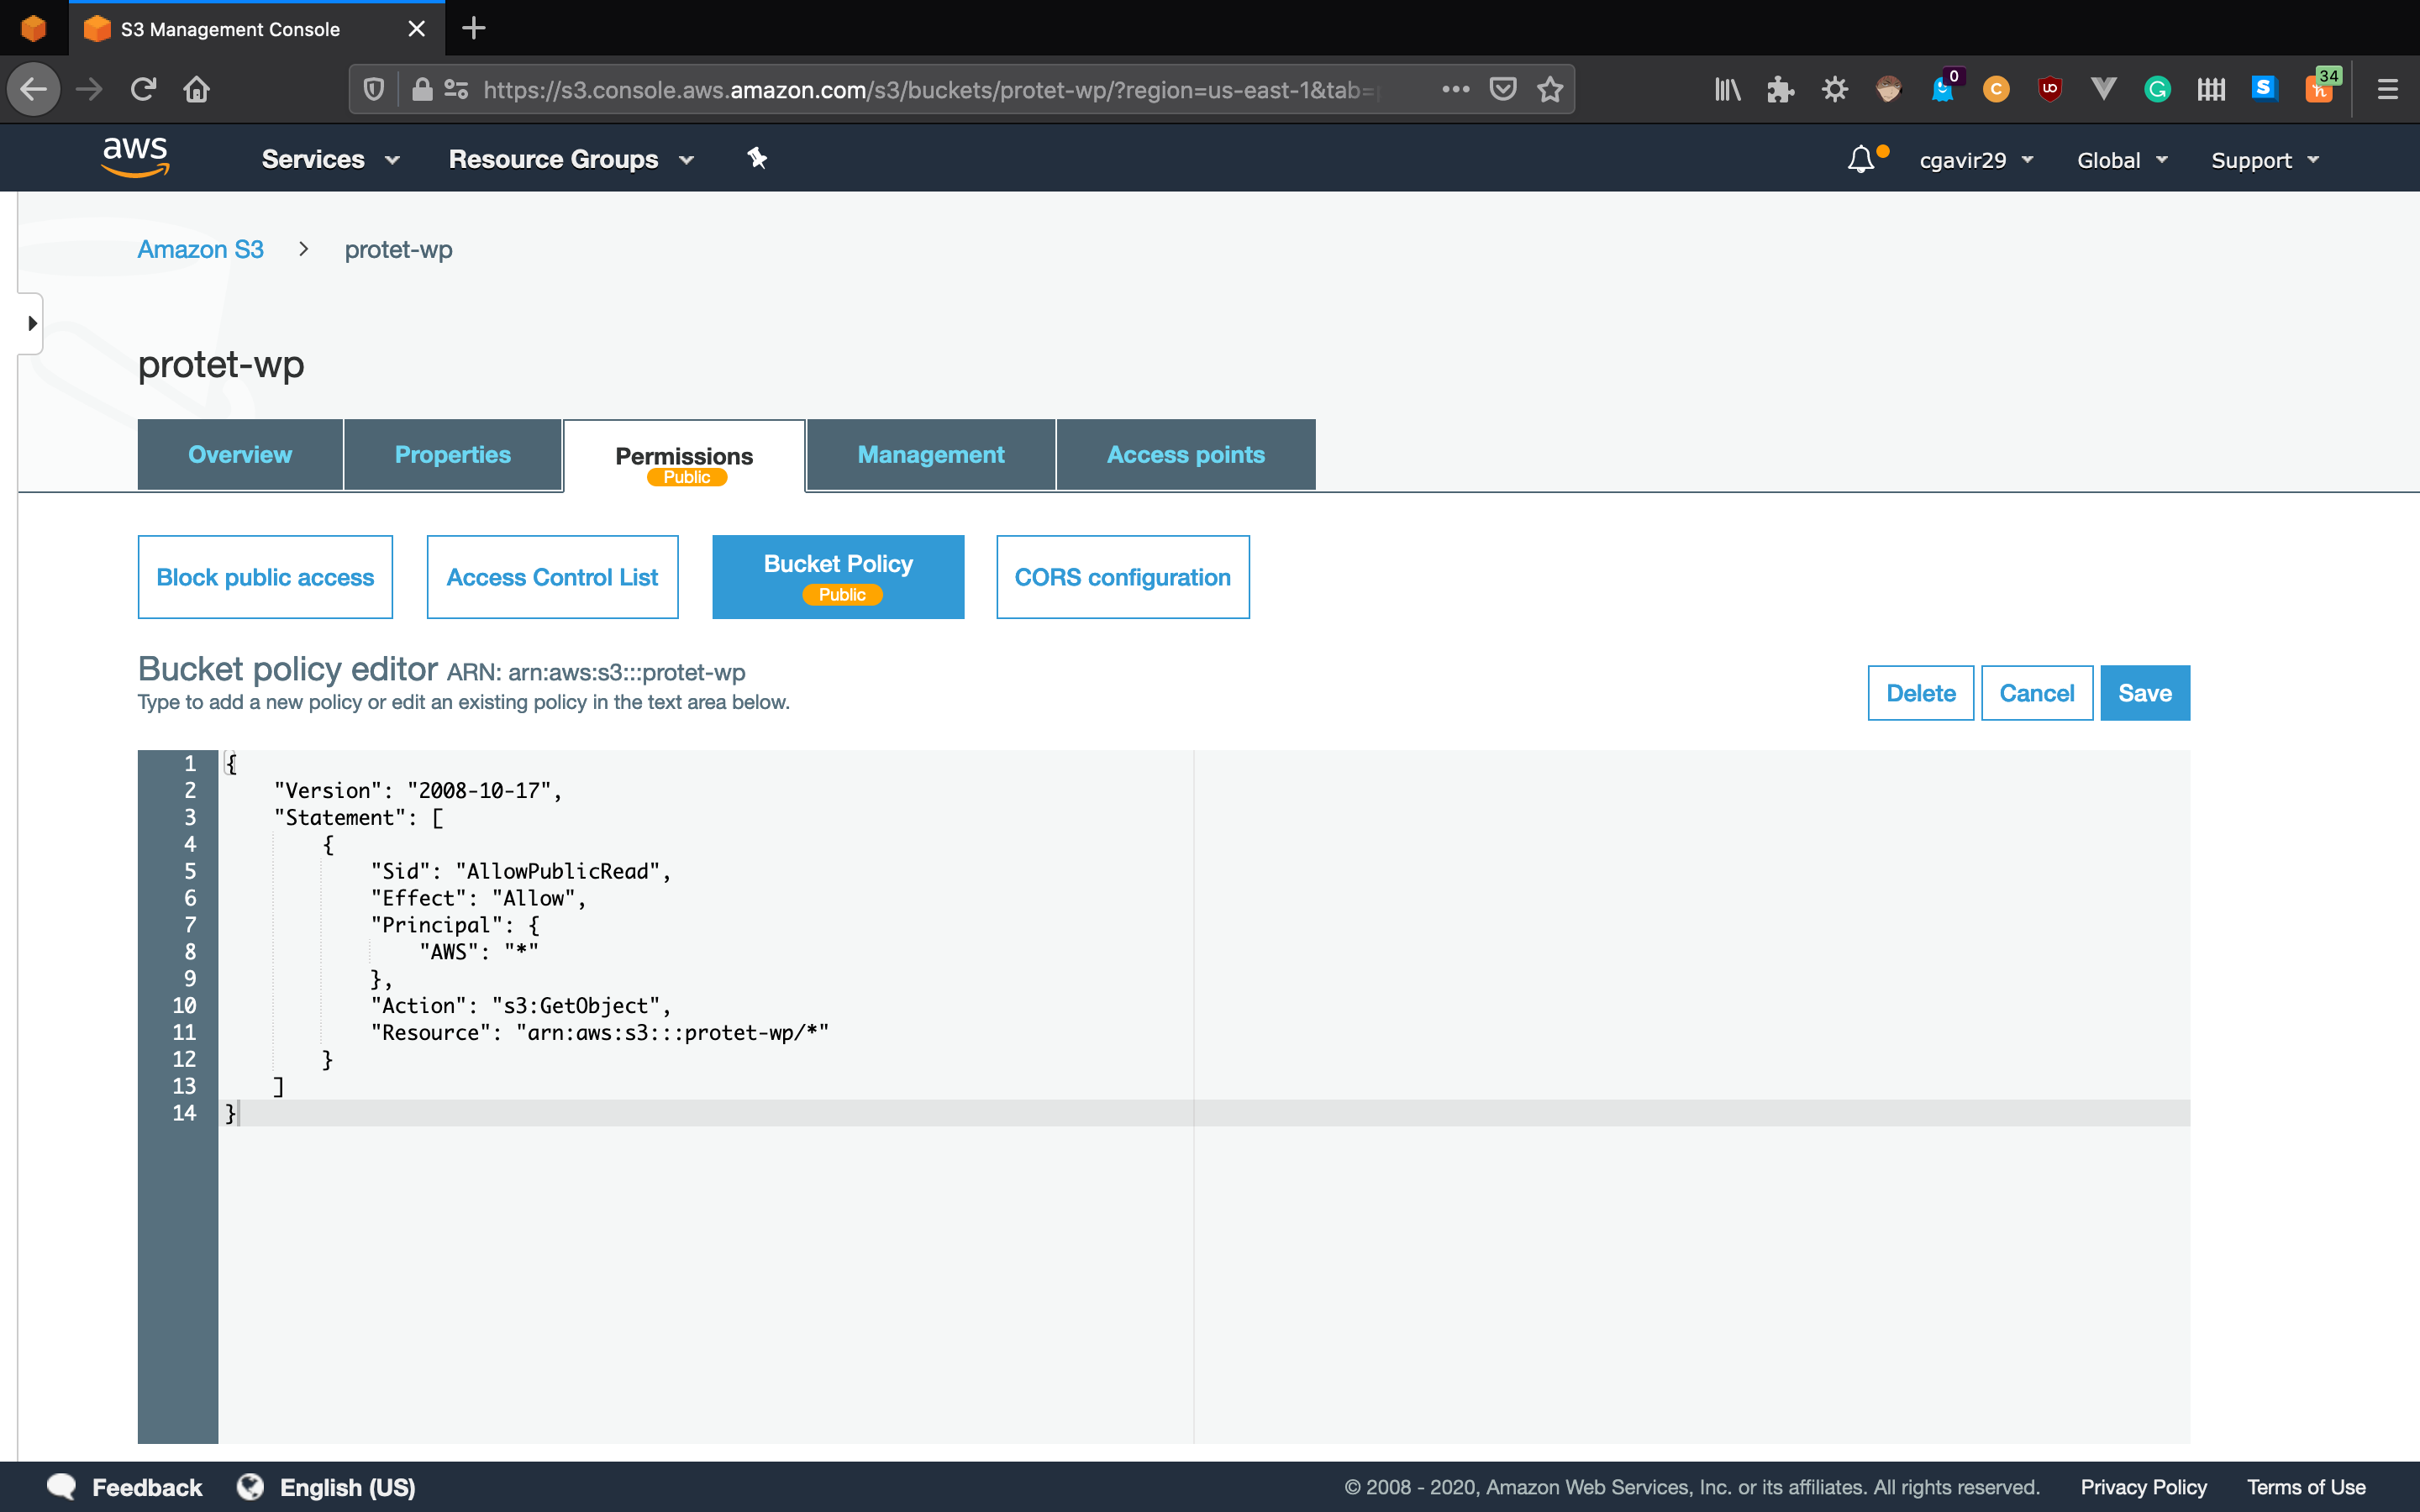 S3 Management Console
https://s3.console.aws.amazon.com/s3/buckets/protet-wp/?region=us-east-1&tab=
0
C
UD
G
S
34
h
aws
Services
Resource Groups
cgavir29
Global
Support
Amazon S3 > protet-wp
protet-wp
Overview
Properties
Permissions
Public
Management
Access points
Block public access
Access Control List
Bucket Policy
Public
CORS configuration
Bucket policy editor ARN: arn:aws:s3:::protet-wp
Type to add a new policy or edit an existing policy in the text area below.
Delete
Cancel
Save
1 {
2 "Version": "2008-10-17",
3 "Statement": [
4 {
5 "Sid": "AllowPublicRead",
6 "Effect": "Allow",
7 "Principal": {
8 "AWS": "*"
9 },
10 "Action": "s3:GetObject",
11 "Resource": "arn:aws:s3:::protet-wp/*"
12 }
13 ]
14 }
Feedback
English (US)
© 2008 - 2020, Amazon Web Services, Inc. or its affiliates. All rights reserved.
Privacy Policy
Terms of Use